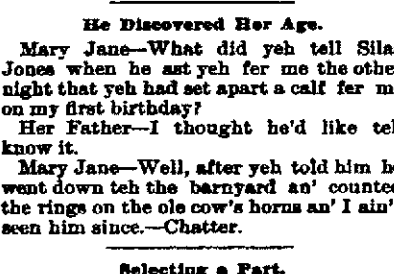 He Discovered Her Age.
Mary Jane—What did yeh tell Sila
Jones when he ast yeh fer me the othe
night that yeh had set apart a calf fer m
on my first birthday?
Her Father—I thought he'd like teh
know it.
Mary Jane—Well, after yeh told him h
went down teh the barnyard an' counted
the rings on the ole cow's horns an' I ain'
seen him since.—Chatter.
Selecting a Part.